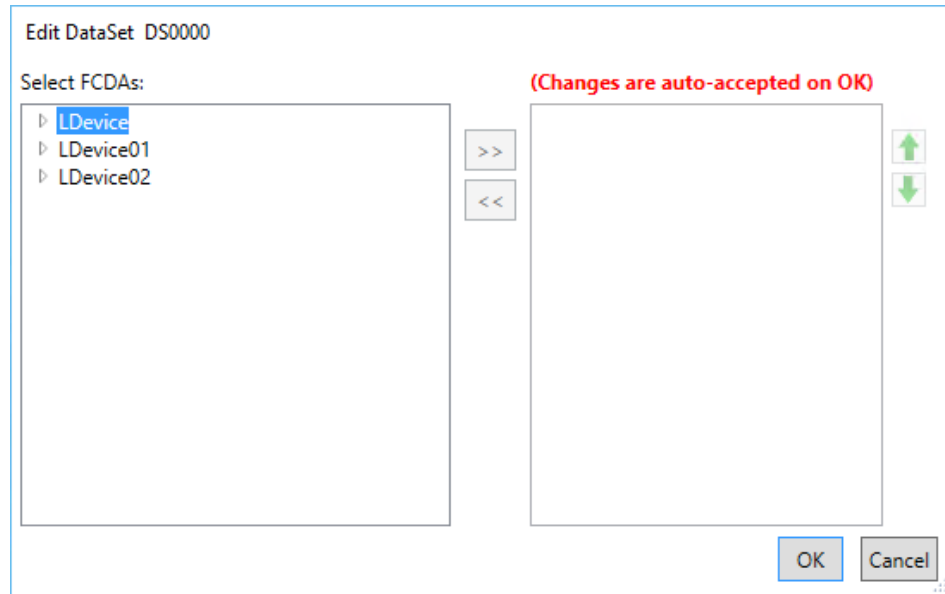 Edit DataSet DS0000
Select FCDAs:
(Changes are auto-accepted on OK)
LDevice
LDevice01
LDevice02
>>
<<
OK
Cancel